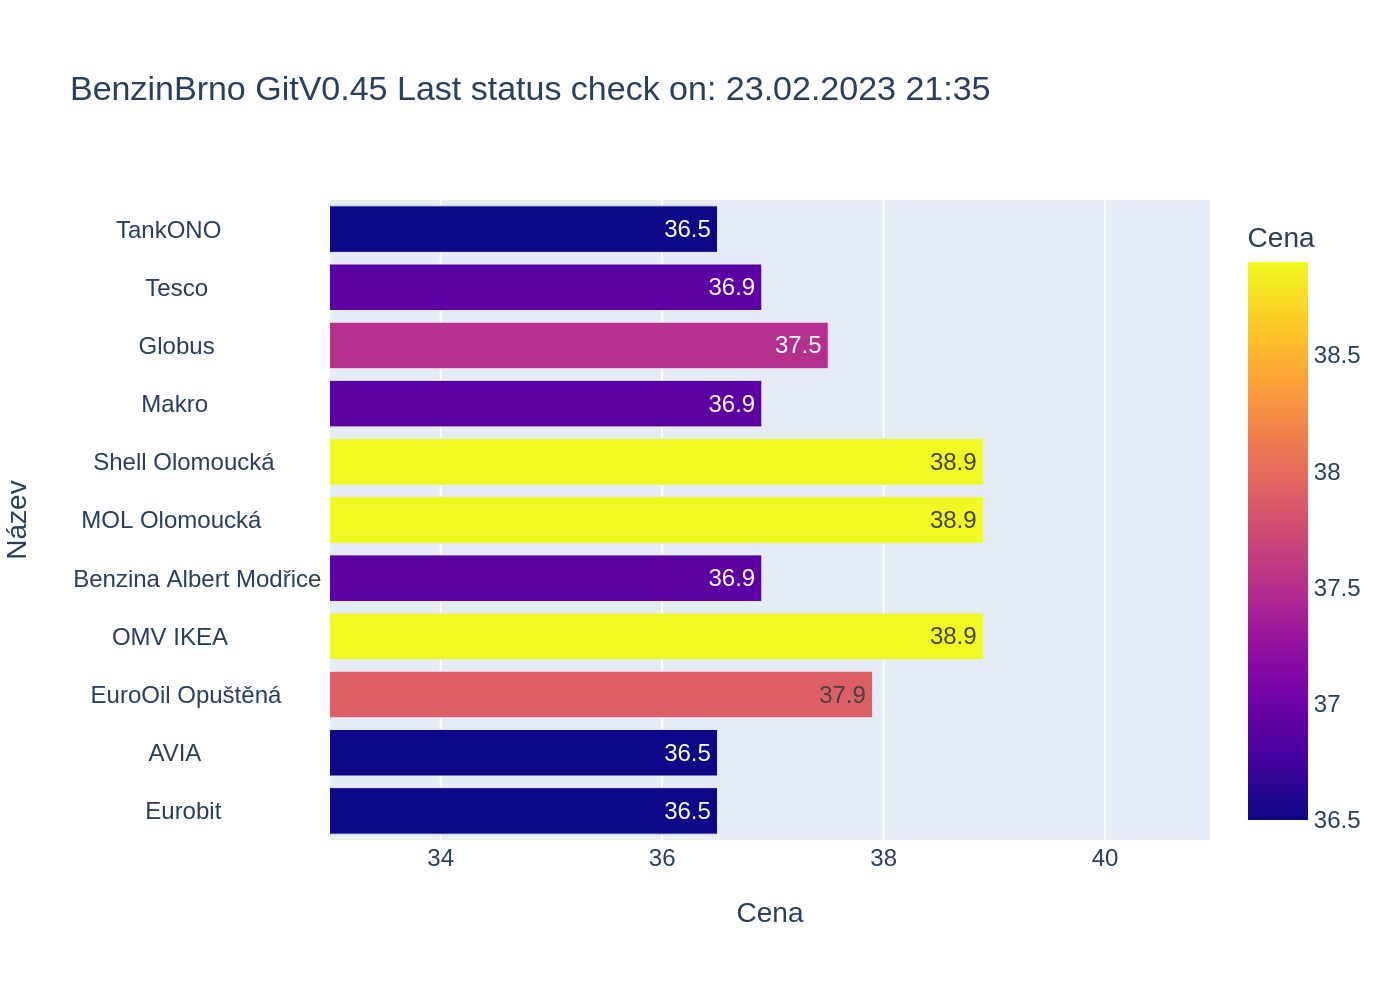 BenzinBrno GitV0.45 Last status check on: 23.02.2023 21:35
Cena
TankONO 36.5
Tesco 36.9
Globus 37.5
Makro 36.9
Shell Olomoucká 38.9
MOL Olomoucká 38.9
Benzina Albert Modřice 36.9
OMV IKEA 38.9
EuroOil Opuštěná 37.9
AVIA 36.5
Eurobit 36.5
Název
34 36 38 40
Cena
38.5
38
37.5
37
36.5